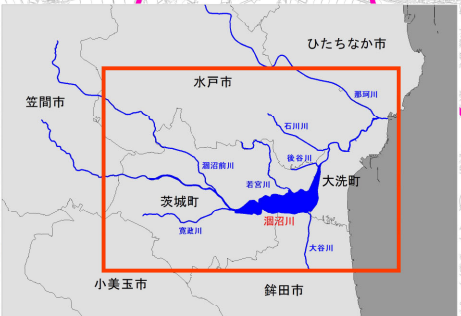 ひたちなか市
水戸市
那珂川
笠間市
石川川
後谷川
涸沼前川
大洗町
若宮川
茨城町
涸沼川
寛政川
大谷川
小美玉市
鉾田市